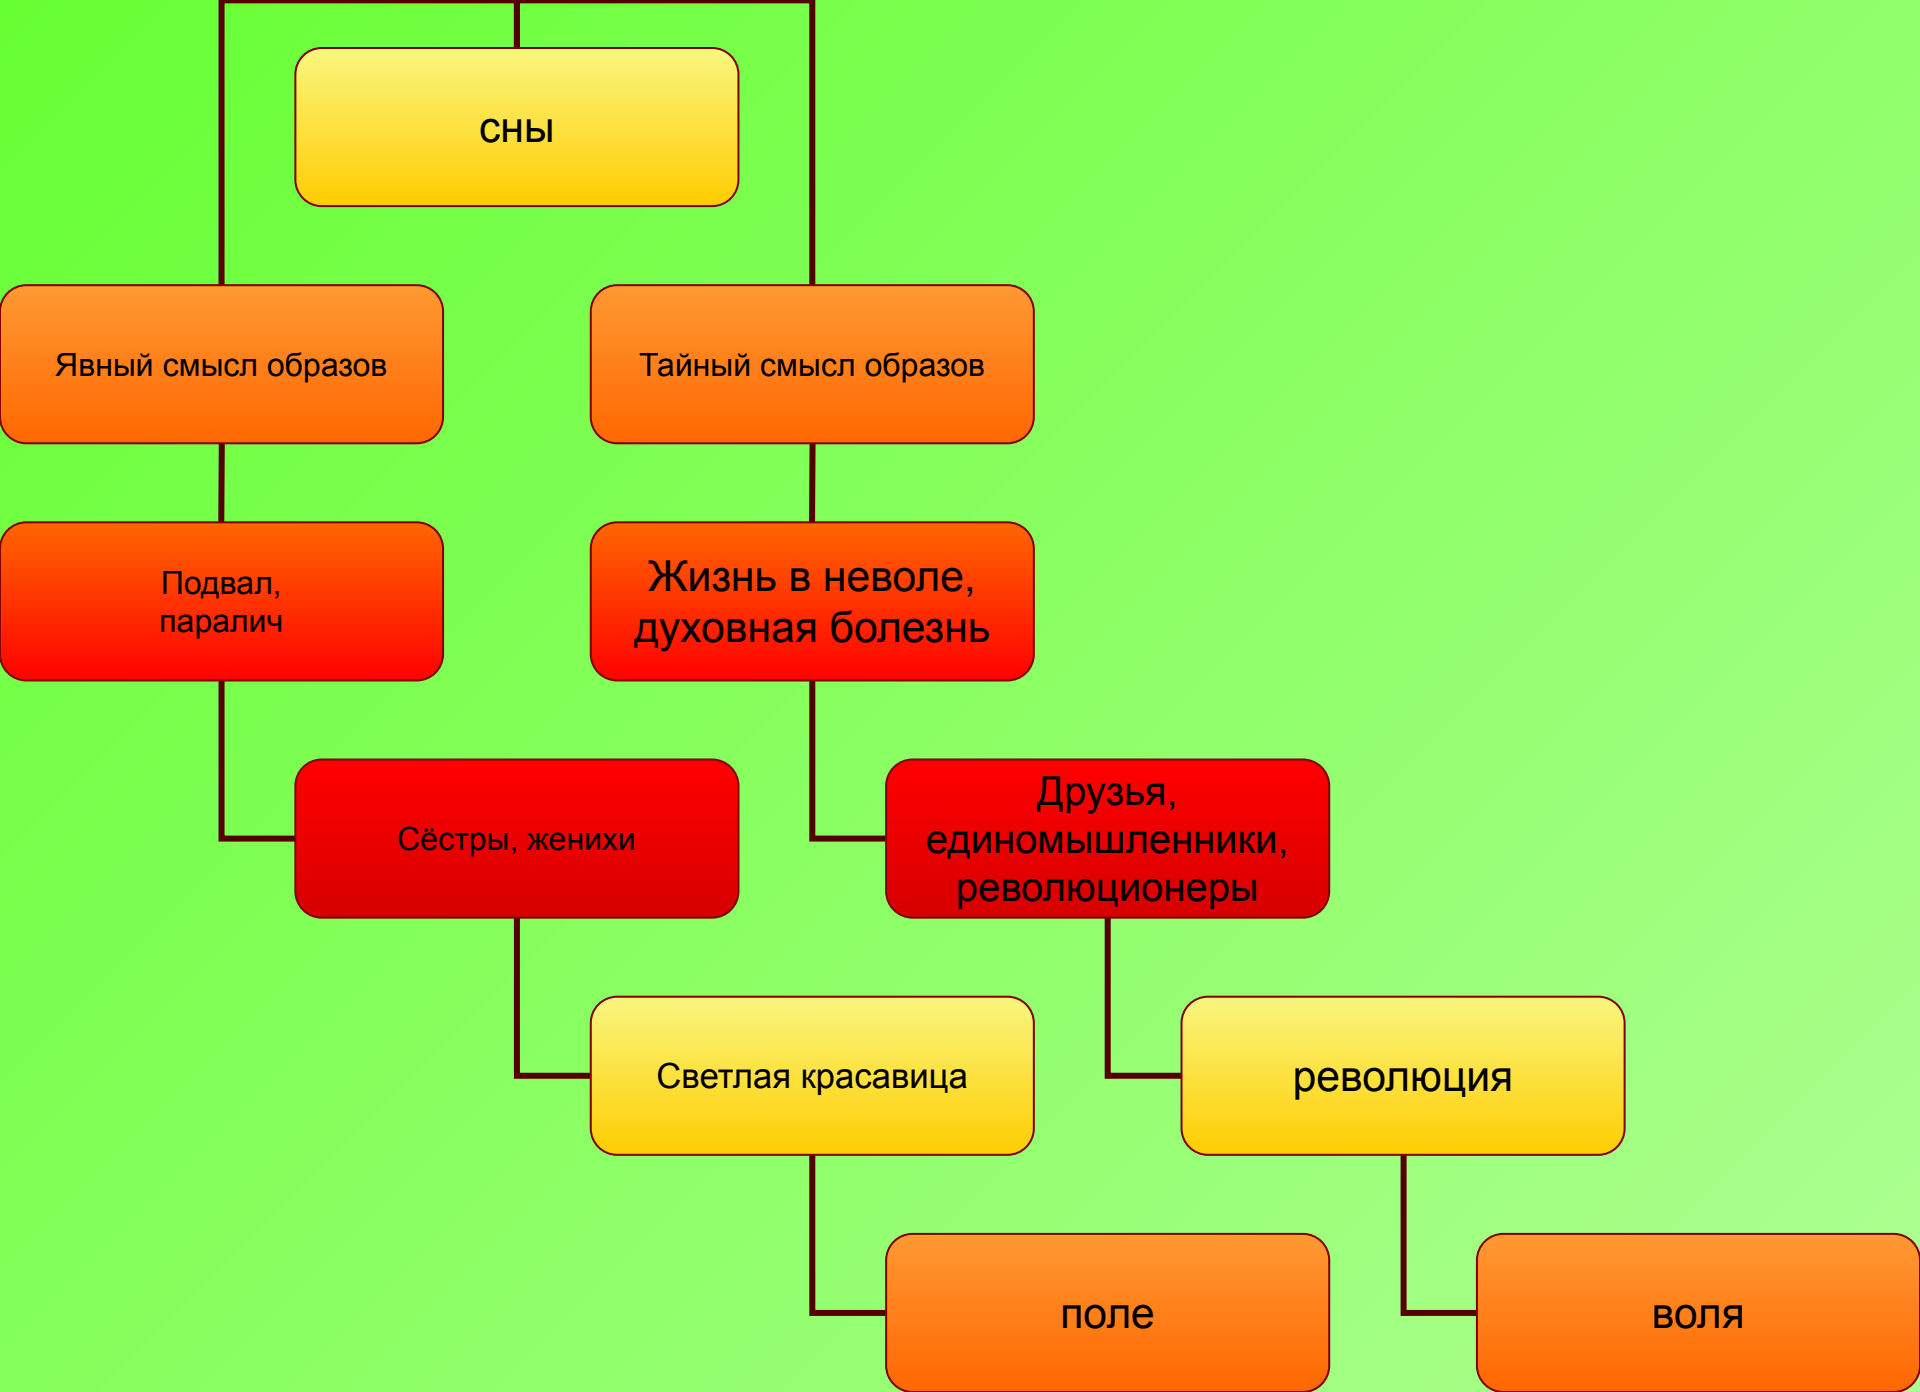 сны
Явный смысл образов
Тайный смысл образов
Подвал,
паралич
Жизнь в неволе,
духовная болезнь
Сёстры, женихи
Друзья,
единомышленники,
революционеры
Светлая красавица
революция
поле
воля